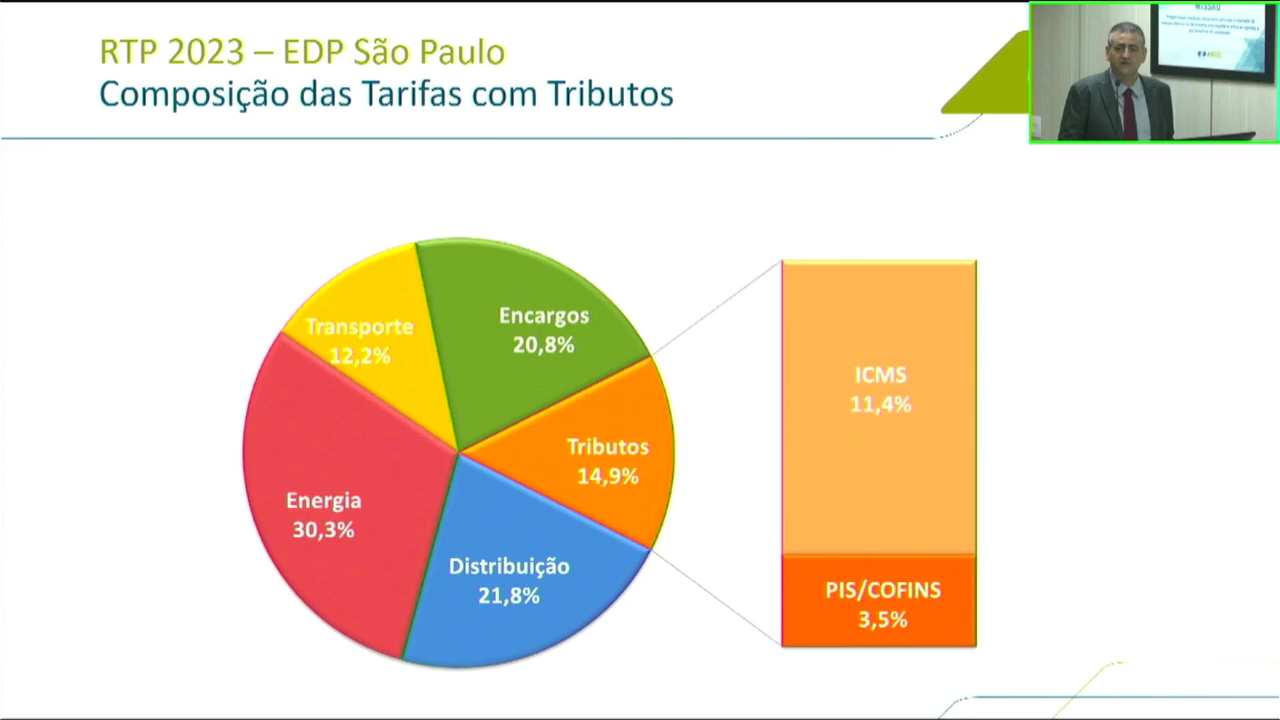 RTP 2023 – EDP São Paulo
Composição das Tarifas com Tributos
MISSÃO
Transporte
12,2%
Encargos
20,8%
Tributos
14,9%
Energia
30,3%
Distribuição
21,8%
ICMS
11,4%
PIS/COFINS
3,5%